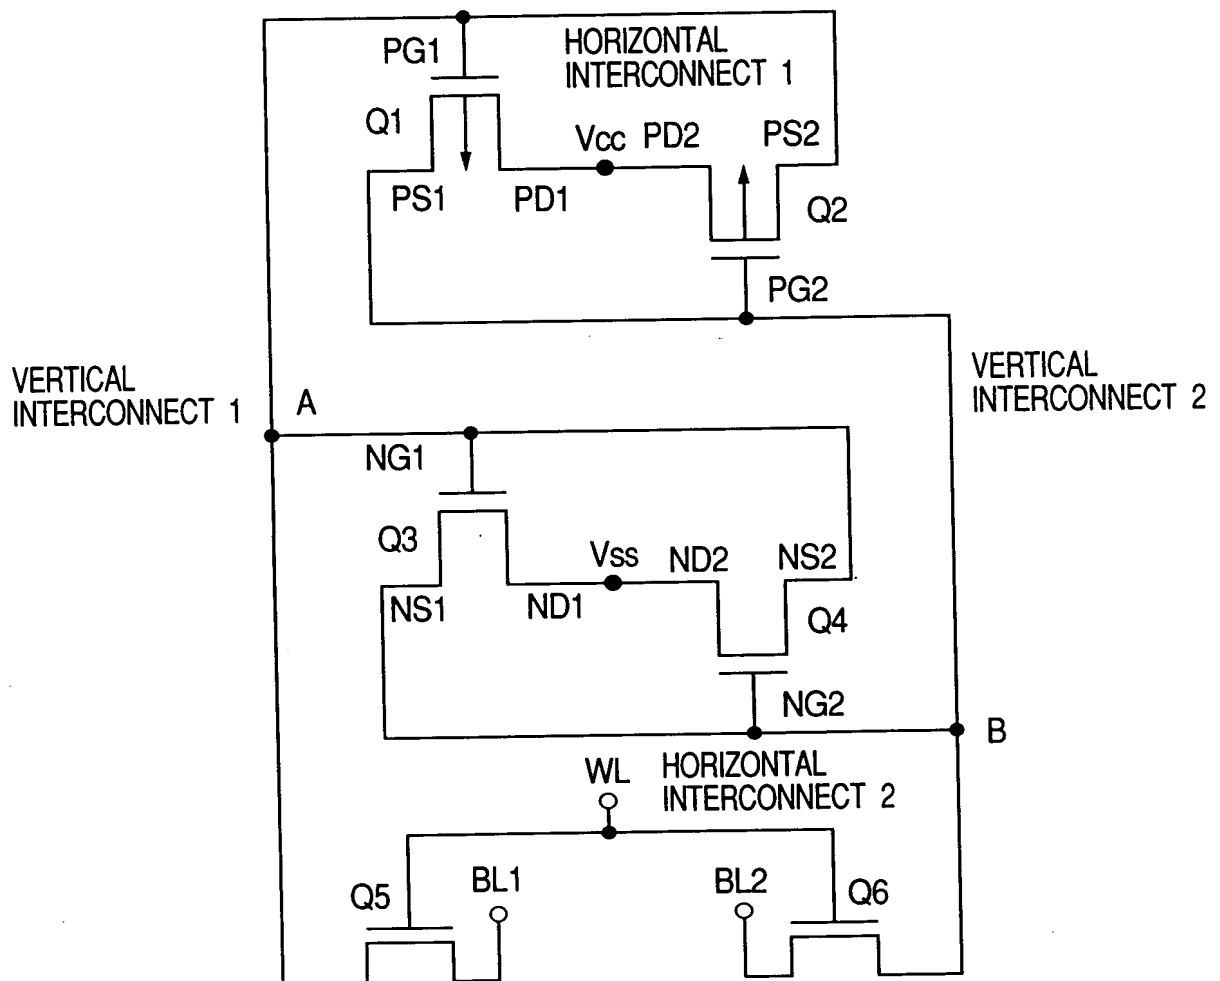 PG1
HORIZONTAL
INTERCONNECT 1
Q1
Vcc
PD2
PS2
PS1
PD1
Q2
PG2
VERTICAL
INTERCONNECT 1
A
VERTICAL
INTERCONNECT 2
NG1
Q3
Vss
ND2
NS2
NS1
ND1
Q4
NG2
B
WL
HORIZONTAL
INTERCONNECT 2
Q5
BL1
BL2
Q6